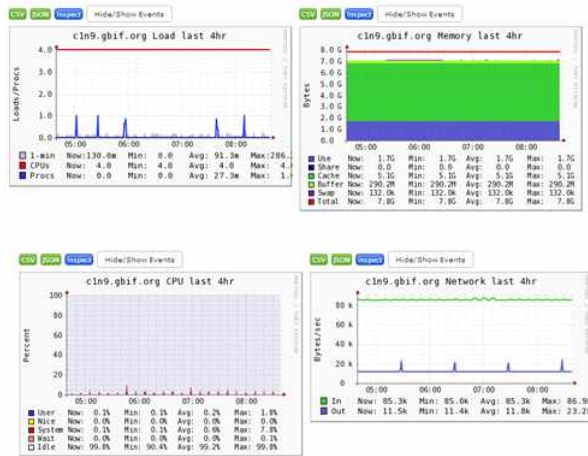 CSV JSON Inspect Hide/Show Events
c1n9.gbif.org Load last 4hr
Loads/Procs
4.0
3.0
2.0
1.0
0.0
05:00 06:00 07:00 08:00
1-min Now:130.0m Min: 0.0 Avg: 91.3m Max:206.
CPUs Now: 4.0 Min: 4.0 Avg: 4.0 Max: 4.
Procs Now: 0.0 Min: 0.0 Avg: 27.3m Max: 1.
CSV JSON Inspect Hide/Show Events
c1n9.gbif.org Memory last 4hr
Bytes
8.0 G
7.0 G
6.0 G
5.0 G
4.0 G
3.0 G
2.0 G
1.0 G
0.0
05:00 06:00 07:00 08:00
Use Now: 1.7G Min: 1.7G Avg: 1.7G Max: 1.7G
Share Now: 0.0 Min: 0.0 Avg: 0.0 Max: 0.0
Cache Now: 5.1G Min: 5.1G Avg: 5.1G Max: 5.1G
Buffer Now: 290.2M Min: 290.2M Avg: 290.2M Max: 290.2M
Swap Now: 132.0k Min: 132.0k Avg: 132.0k Max: 132.0k
Total Now: 7.8G Min: 7.8G Avg: 7.8G Max: 7.8G
CSV JSON Inspect Hide/Show Events
c1n9.gbif.org CPU last 4hr
Percent
100
80
60
40
20
0
05:00 06:00 07:00 08:00
User Now: 0.1% Min: 0.1% Avg: 0.2% Max: 1.8%
Nice Now: 0.0% Min: 0.0% Avg: 0.0% Max: 0.0%
System Now: 0.1% Min: 0.1% Avg: 0.6% Max: 7.8%
Wait Now: 0.0% Min: 0.0% Avg: 0.0% Max: 0.1%
Idle Now: 99.8% Min: 90.4% Avg: 99.2% Max: 99.8%
CSV JSON Inspect Hide/Show Events
c1n9.gbif.org Network last 4hr
Bytes/sec
80 k
60 k
40 k
20 k
0
05:00 06:00 07:00 08:00
In Now: 85.3k Min: 85.0k Avg: 85.3k Max: 86.9
Out Now: 11.5k Min: 11.4k Avg: 11.8k Max: 23.2